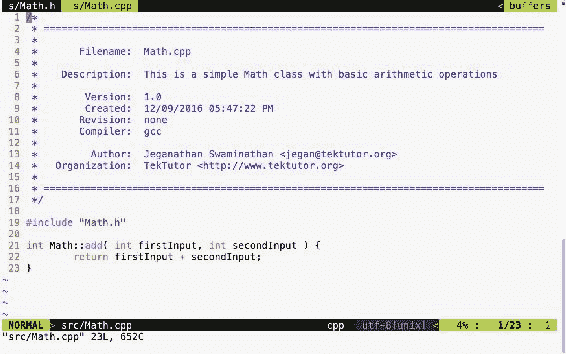 s/Math.h s/Math.cpp < buffers
1 /*
2 * =====================================================================================
3 *
4 * Filename: Math.cpp
5 *
6 * Description: This is a simple Math class with basic arithmetic operations
7 *
8 * Version: 1.0
9 * Created: 12/09/2016 05:47:22 PM
10 * Revision: none
11 * Compiler: gcc
12 *
13 * Author: Jeganathan Swaminathan <jegan@tektutor.org>
14 * Organization: TekTutor <http://www.tektutor.org>
15 *
16 * =====================================================================================
17 */
18
19 #include "Math.h"
20
21 int Math::add( int firstInput, int secondInput ) {
22 return firstInput + secondInput;
23 }
~
~
~
~
NORMAL > src/Math.cpp cpp < utf-8[unix] < 4% : 1/23 : 1
"src/Math.cpp" 23L, 652C